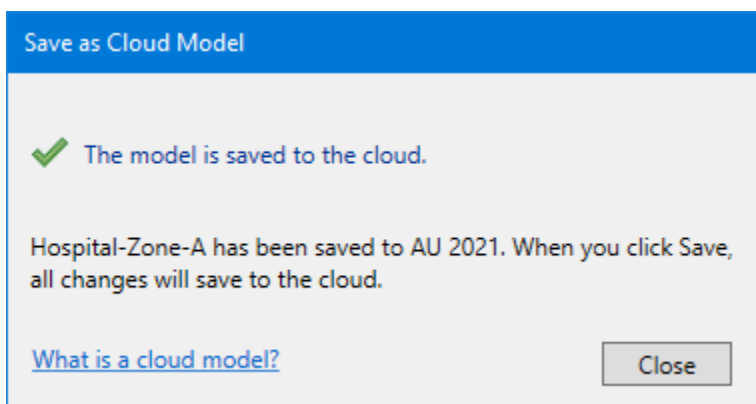 Save as Cloud Model
The model is saved to the cloud.
Hospital-Zone-A has been saved to AU 2021. When you click Save,
all changes will save to the cloud.
What is a cloud model?
Close